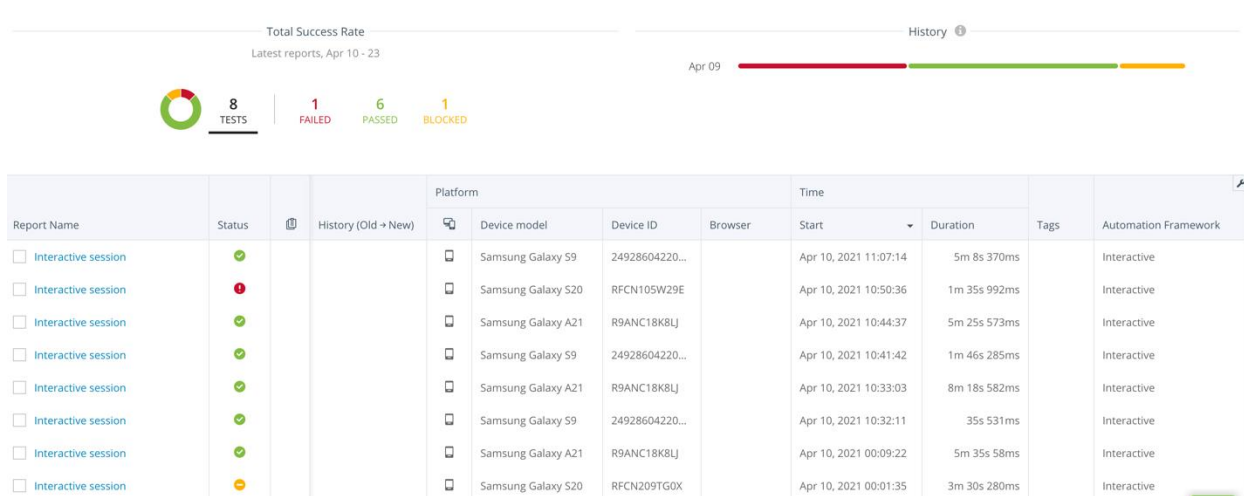 Total Success Rate
Latest reports, Apr 10 - 23
8 1 6 1
TESTS FAILED PASSED BLOCKED
History
Apr 09
Platform Time
Report Name Status History (Old → New) Device model Device ID Browser Start Duration Tags Automation Framework
Interactive session Samsung Galaxy S9 24928604220... Apr 10, 2021 11:07:14 5m 8s 370ms Interactive
Interactive session Samsung Galaxy S20 RFCN105W29E Apr 10, 2021 10:50:36 1m 35s 992ms Interactive
Interactive session Samsung Galaxy A21 R9ANC18K8LJ Apr 10, 2021 10:44:37 5m 25s 573ms Interactive
Interactive session Samsung Galaxy S9 24928604220... Apr 10, 2021 10:41:42 1m 46s 285ms Interactive
Interactive session Samsung Galaxy A21 R9ANC18K8LJ Apr 10, 2021 10:33:03 8m 18s 582ms Interactive
Interactive session Samsung Galaxy S9 24928604220... Apr 10, 2021 10:32:11 35s 531ms Interactive
Interactive session Samsung Galaxy A21 R9ANC18K8LJ Apr 10, 2021 00:09:22 5m 35s 58ms Interactive
Interactive session Samsung Galaxy S20 RFCN209TG0X Apr 10, 2021 00:01:35 3m 30s 280ms Interactive